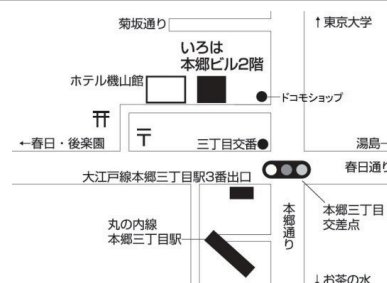 菊坂通り
↑東京大学
いろは
本郷ビル2階
ホテル機山館
ドコモショップ
←春日・後楽園
三丁目交番
湯島
春日通り
大江戸線本郷三丁目駅3番出口
本郷通り
本郷三丁目
交差点
丸の内線
本郷三丁目駅
↓お茶の水